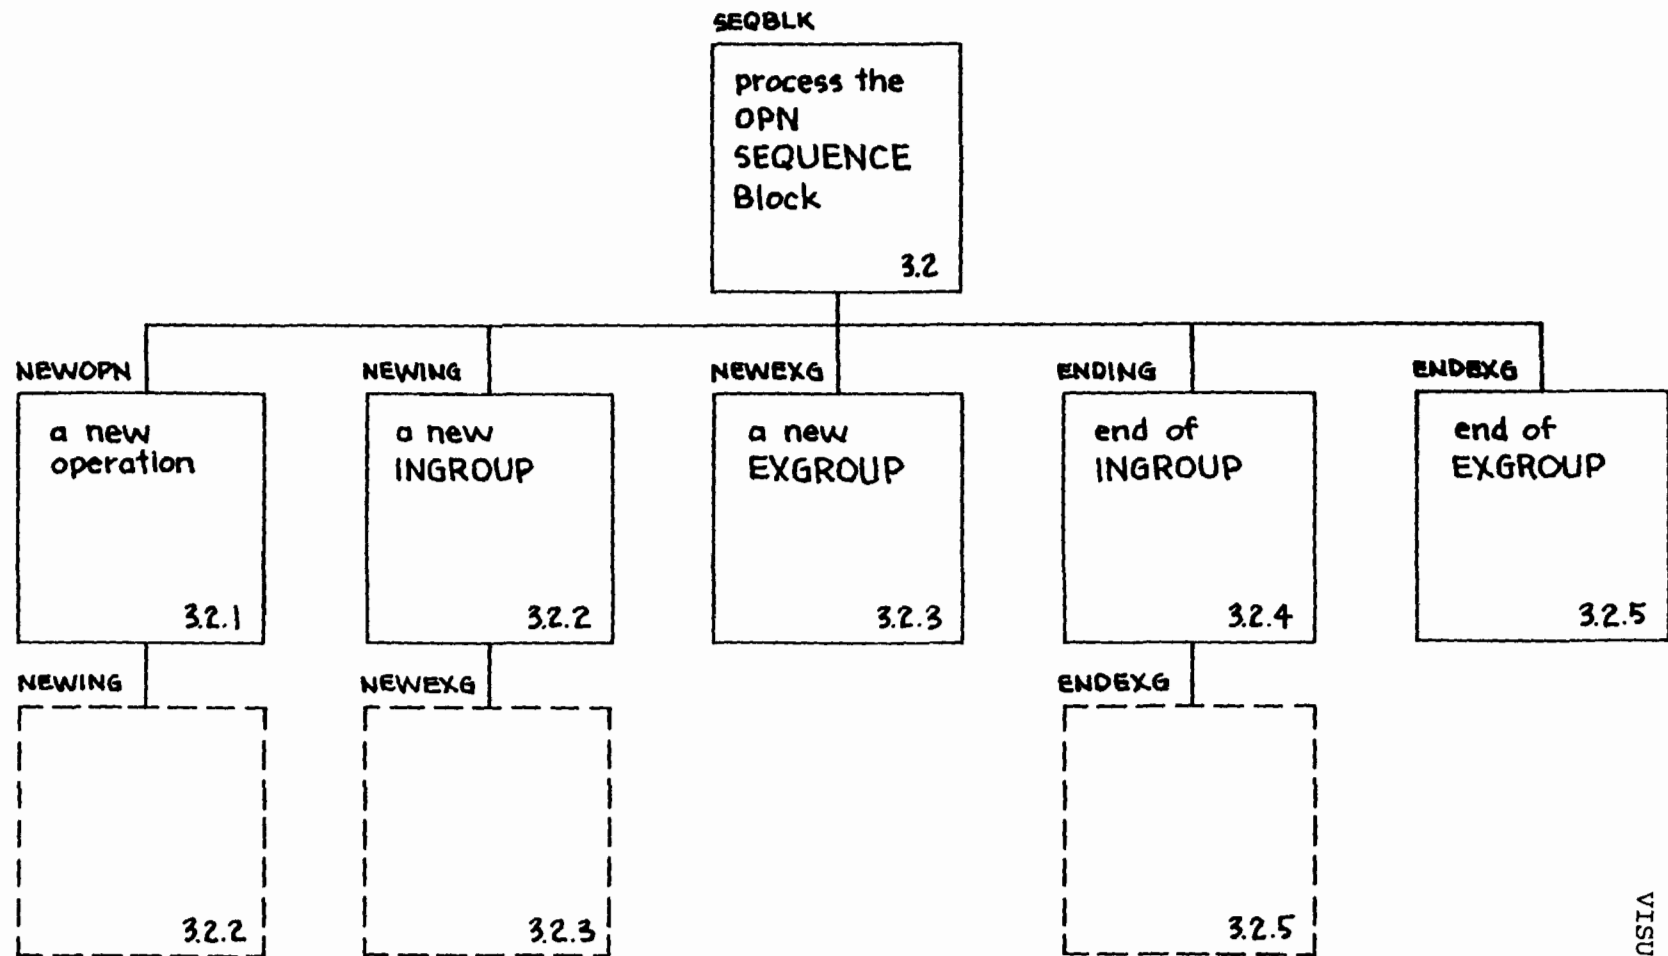 SEQBLK
process the
OPN
SEQUENCE
Block
3.2
NEWOPN
a new
operation
3.2.1
NEWING
a new
INGROUP
3.2.2
NEWEXG
a new
EXGROUP
3.2.3
ENDING
end of
INGROUP
3.2.4
ENDEXG
end of
EXGROUP
3.2.5
NEWING
3.2.2
NEWEXG
3.2.3
ENDEXG
3.2.5
VISU